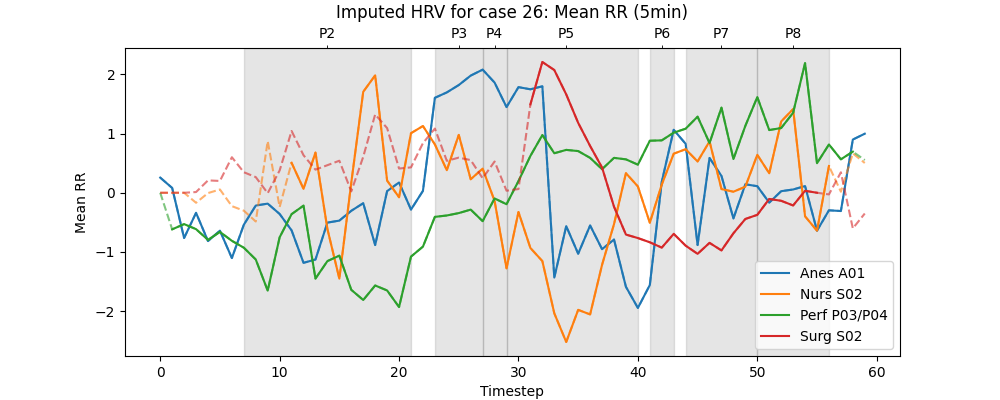 Imputed HRV for case 26: Mean RR (5min)
P2 P3 P4 P5 P6 P7 P8
2
1
0
−1
−2
Mean RR
0 10 20 30 40 50 60
Timestep
Anes A01
Nurs S02
Perf P03/P04
Surg S02